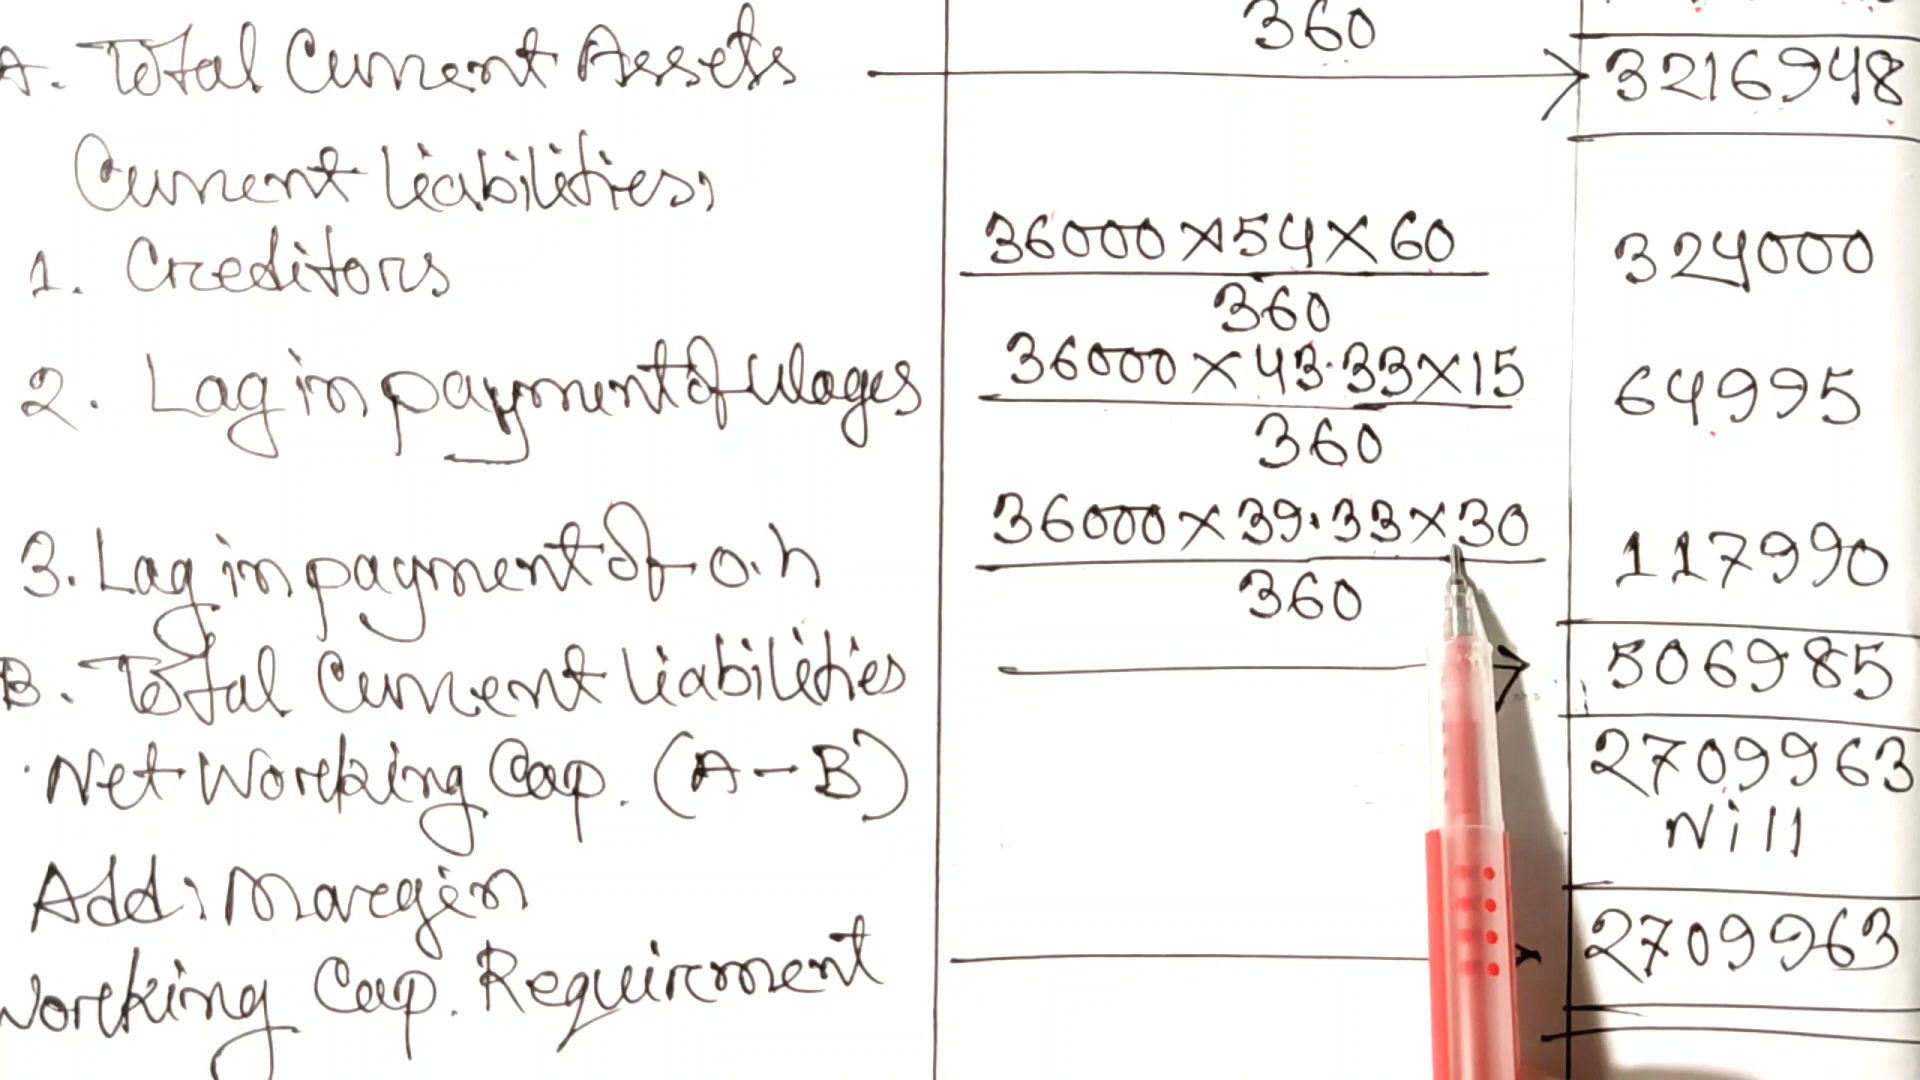 360
A. Total Current Assets 3216948
Current Liabilities,
1. Creditors 36000 × 54 × 60 324000
360
2. Lag in payment of Wages 36000 × 43.33 × 15 64995
360
3. Lag in payment of o.h 36000 × 39.33 × 30 117990
360
B. Total Current Liabilities 506985
Net Working Cap. (A - B) 2709963
Nill
Add: Margin
Working Cap. Requirement 2709963